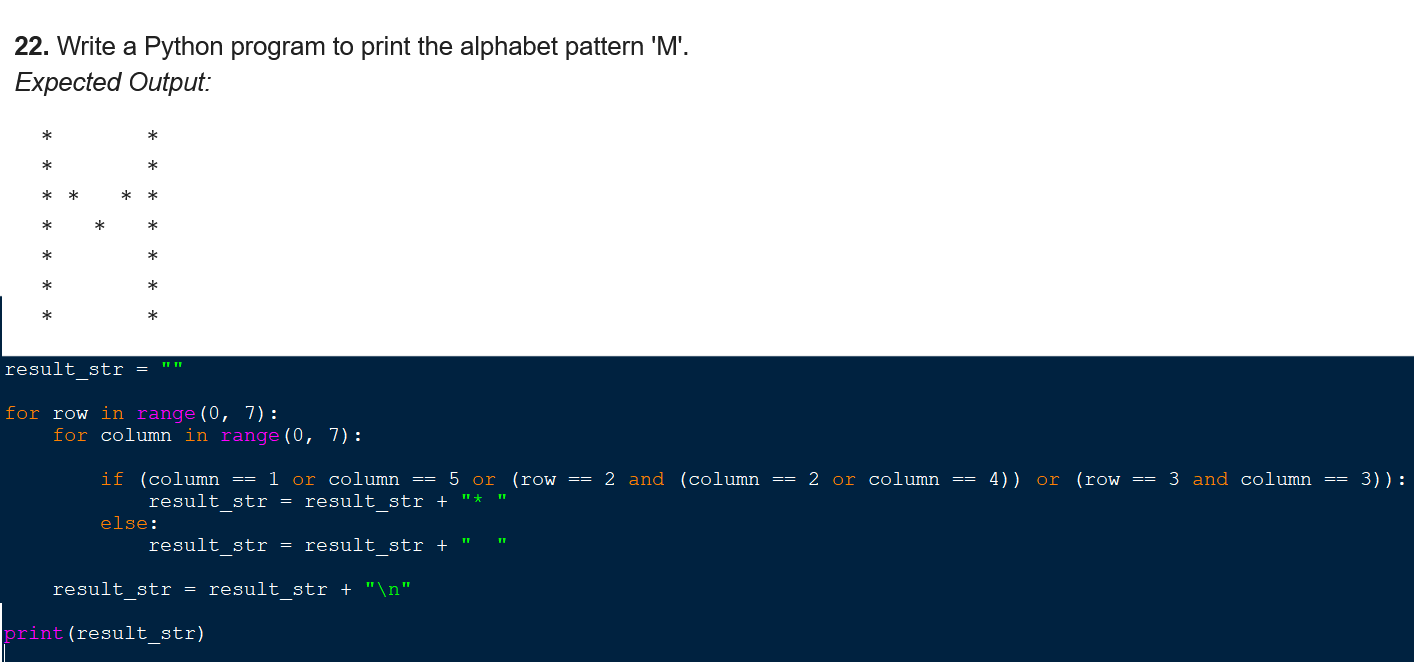 22. Write a Python program to print the alphabet pattern 'M'.
Expected Output:
  *       *
  *       *
  * *   * *
  *   *   *
  *       *
  *       *
  *       *
result_str = ""
for row in range(0, 7):
    for column in range(0, 7):
        if (column == 1 or column == 5 or (row == 2 and (column == 2 or column == 4)) or (row == 3 and column == 3)):
            result_str = result_str + "* "
        else:
            result_str = result_str + "  "
    result_str = result_str + "\n"
print(result_str)